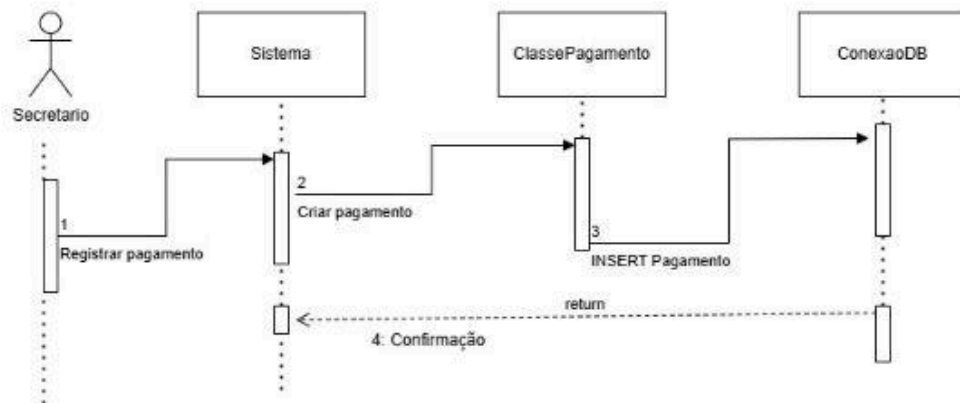 Sistema
ClassePagamento
ConexaoDB
Secretario
2
Criar pagamento
1
Registrar pagamento
3
INSERT Pagamento
return
4: Confirmação